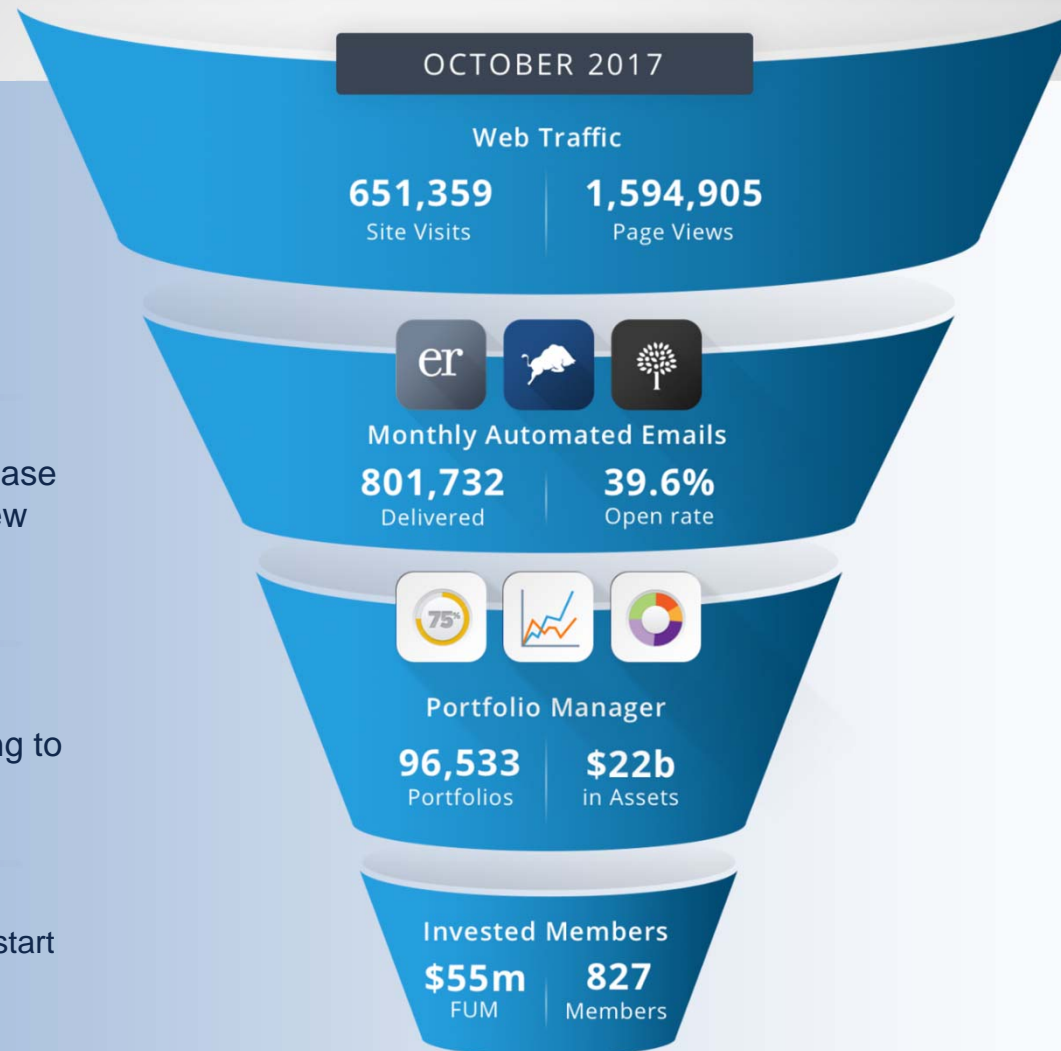 OCTOBER 2017
Web Traffic
651,359 1,594,905
Site Visits Page Views
er
Monthly Automated Emails
801,732 39.6%
Delivered Open rate
ase
ew
75%
Portfolio Manager
96,533 $22b
Portfolios in Assets
ng to
Invested Members
$55m 827
FUM Members
start